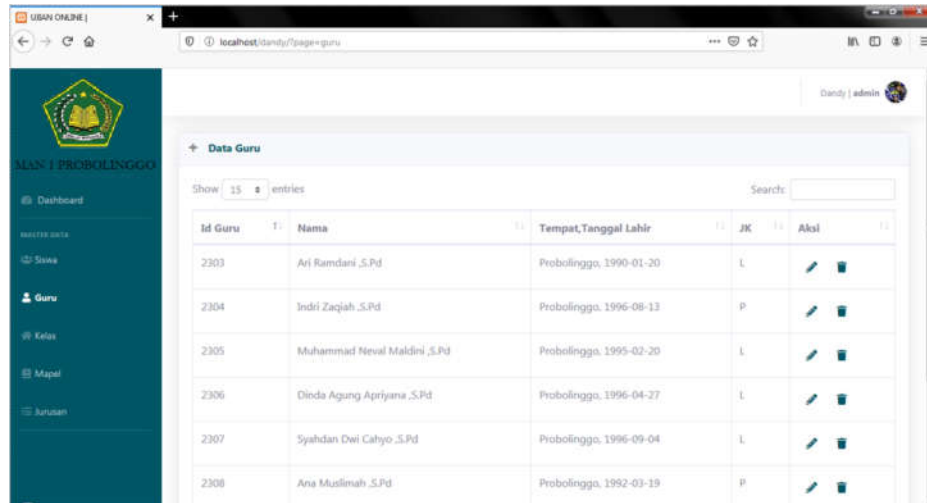 UJIAN ONLINE |
localhost/dandy/?page=guru
Dandy | admin
MAN 1 PROBOLINGGO
Data Guru
Show 15 entries
Search:
Dashboard
MASTER DATA
Siswa
Guru
Kelas
Mapel
Jurusan
Id Guru Nama Tempat,Tanggal Lahir JK Aksi
2303 Ari Ramdani ,S.Pd Probolinggo, 1990-01-20 L
2304 Indri Zaqiah ,S.Pd Probolinggo, 1996-08-13 P
2305 Muhammad Neval Maldini ,S.Pd Probolinggo, 1995-02-20 L
2306 Dinda Agung Apriyana ,S.Pd Probolinggo, 1996-04-27 L
2307 Syahdan Dwi Cahyo ,S.Pd Probolinggo, 1996-09-04 L
2308 Ana Muslimah ,S.Pd Probolinggo, 1992-03-19 P